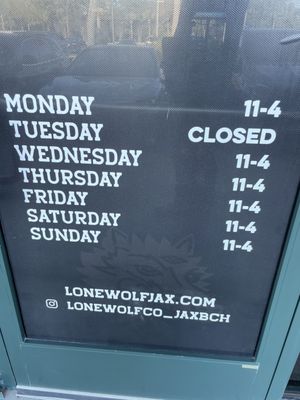 MONDAY 11-4
TUESDAY CLOSED
WEDNESDAY 11-4
THURSDAY 11-4
FRIDAY 11-4
SATURDAY 11-4
SUNDAY 11-4
LONEWOLFJAX.COM
LONEWOLFCO_JAXBCH